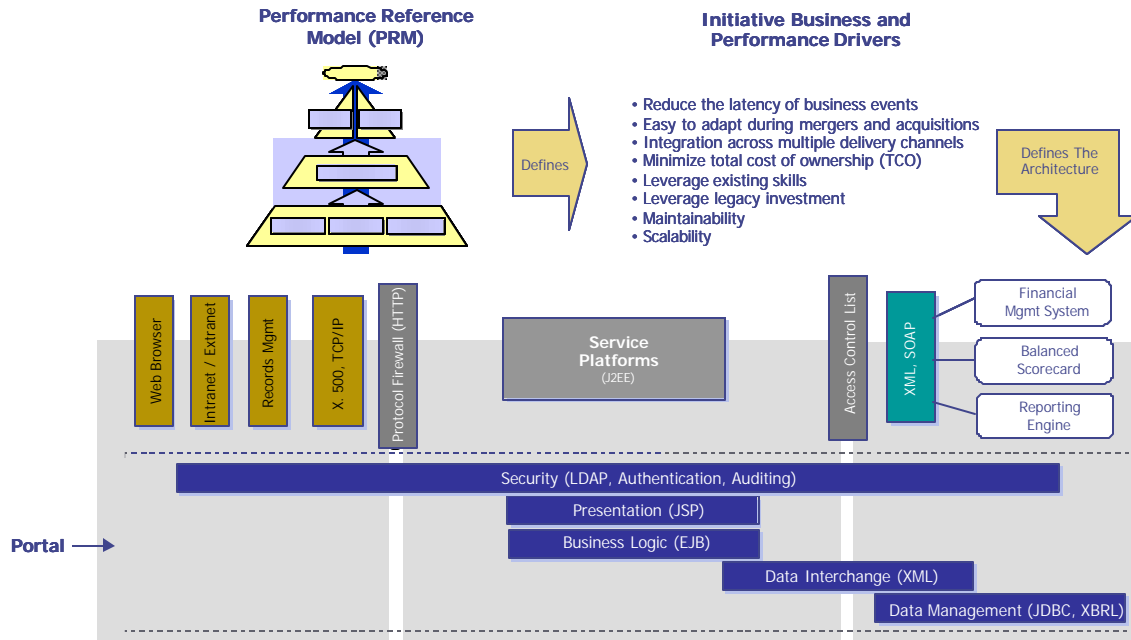 Performance Reference
Model (PRM)
Initiative Business and
Performance Drivers
Defines
• Reduce the latency of business events
• Easy to adapt during mergers and acquisitions
• Integration across multiple delivery channels
• Minimize total cost of ownership (TCO)
• Leverage existing skills
• Leverage legacy investment
• Maintainability
• Scalability
Defines The
Architecture
Web Browser
Intranet / Extranet
Records Mgmt
X. 500, TCP/IP
Protocol Firewall (HTTP)
Service
Platforms
(J2EE)
Access Control List
XML, SOAP
Financial
Mgmt System
Balanced
Scorecard
Reporting
Engine
Security (LDAP, Authentication, Auditing)
Presentation (JSP)
Portal
Business Logic (EJB)
Data Interchange (XML)
Data Management (JDBC, XBRL)